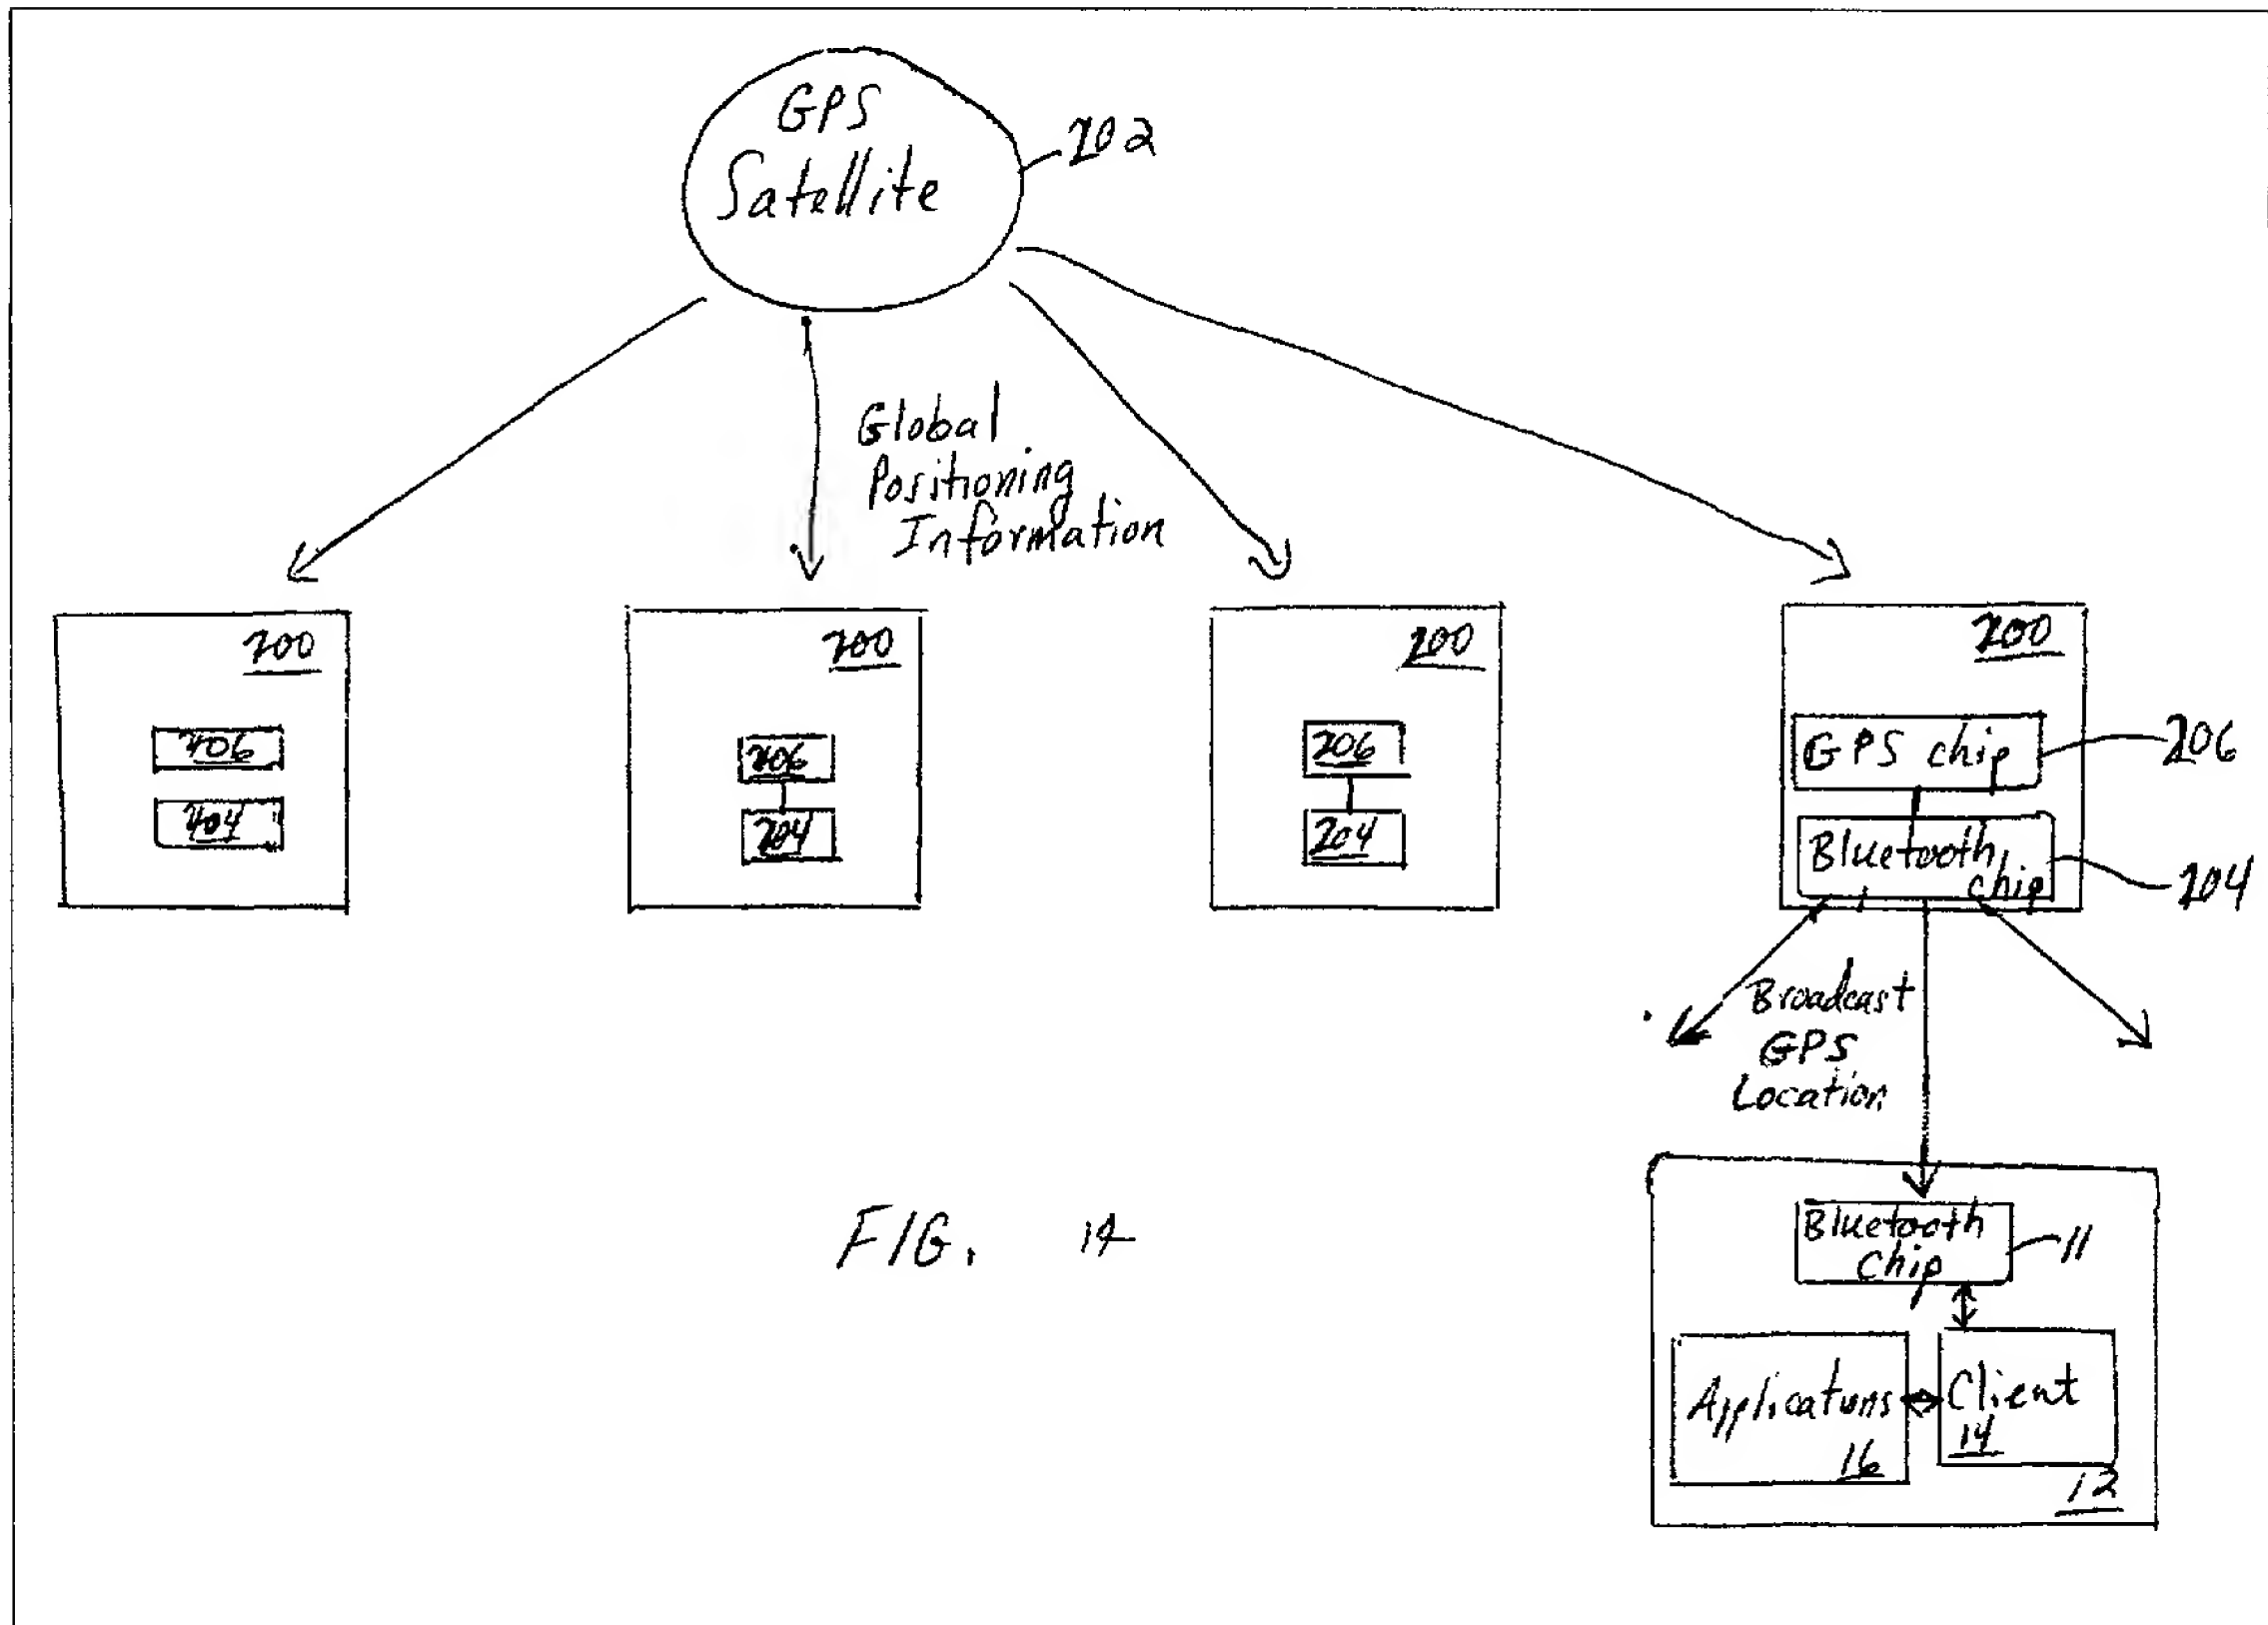 GPS
Satellite
202
Global
Positioning
Information
200
206
204
200
206
204
200
206
204
200
GPS chip
206
Bluetooth
chip
204
Broadcast
GPS
Location
Bluetooth
Chip
11
Applications
16
Client
14
12
FIG. 14